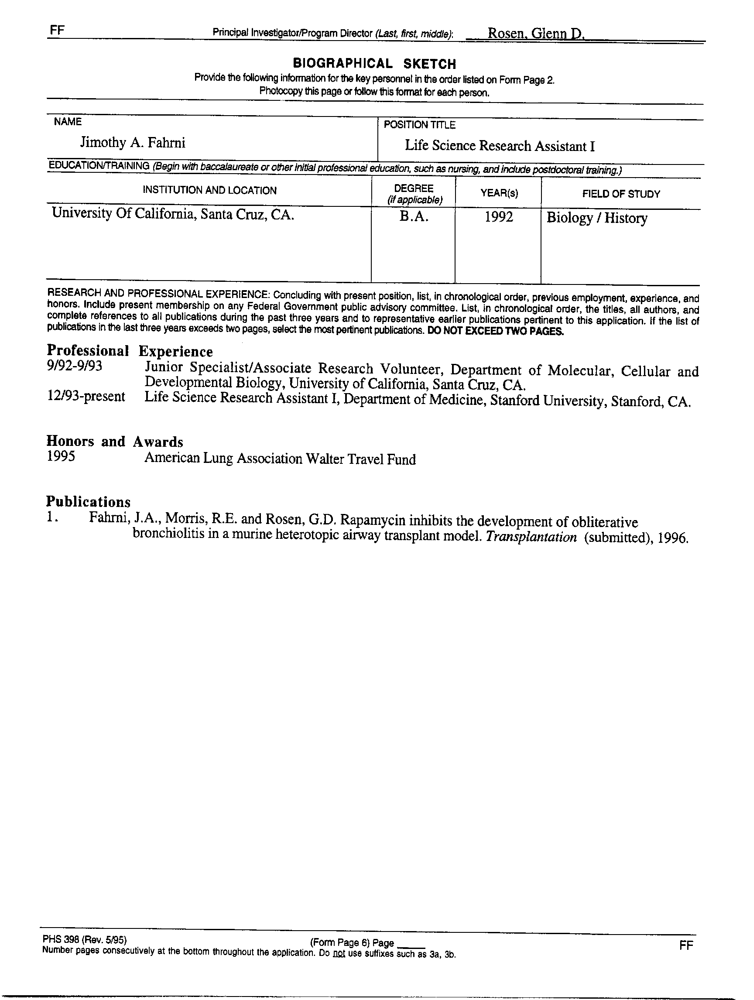 FF
Principal Investigator/Program Director (Last, first, middle): Rosen, Glenn D.
BIOGRAPHICAL SKETCH
Provide the following information for the key personnel in the order listed on Form Page 2.
Photocopy this page or follow this format for each person.
NAME
Jimothy A. Fahrni
POSITION TITLE
Life Science Research Assistant I
EDUCATION/TRAINING (Begin with baccalaureate or other initial professional education, such as nursing, and include postdoctoral training.)
INSTITUTION AND LOCATION
DEGREE
(if applicable)
YEAR(s)
FIELD OF STUDY
University Of California, Santa Cruz, CA.
B.A.
1992
Biology / History
RESEARCH AND PROFESSIONAL EXPERIENCE: Concluding with present position, list, in chronological order, previous employment, experience, and
honors. Include present membership on any Federal Government public advisory committee. List, in chronological order, the titles, all authors, and
complete references to all publications during the past three years and to representative earlier publications pertinent to this application. If the list of
publications in the last three years exceeds two pages, select the most pertinent publications. DO NOT EXCEED TWO PAGES.
Professional Experience
9/92-9/93 Junior Specialist/Associate Research Volunteer, Department of Molecular, Cellular and
Developmental Biology, University of California, Santa Cruz, CA.
12/93-present Life Science Research Assistant I, Department of Medicine, Stanford University, Stanford, CA.
Honors and Awards
1995 American Lung Association Walter Travel Fund
Publications
1. Fahrni, J.A., Morris, R.E. and Rosen, G.D. Rapamycin inhibits the development of obliterative
bronchiolitis in a murine heterotopic airway transplant model. Transplantation (submitted), 1996.
PHS 398 (Rev. 5/95)
(Form Page 6) Page
FF
Number pages consecutively at the bottom throughout the application. Do not use suffixes such as 3a, 3b.